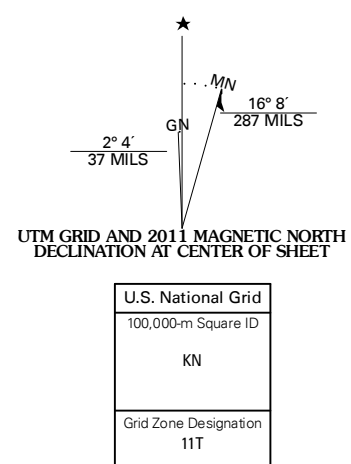 MN
16° 8´
287 MILS
GN
2° 4´
37 MILS
UTM GRID AND 2011 MAGNETIC NORTH
DECLINATION AT CENTER OF SHEET
U.S. National Grid
100,000-m Square ID
KN
Grid Zone Designation
11T